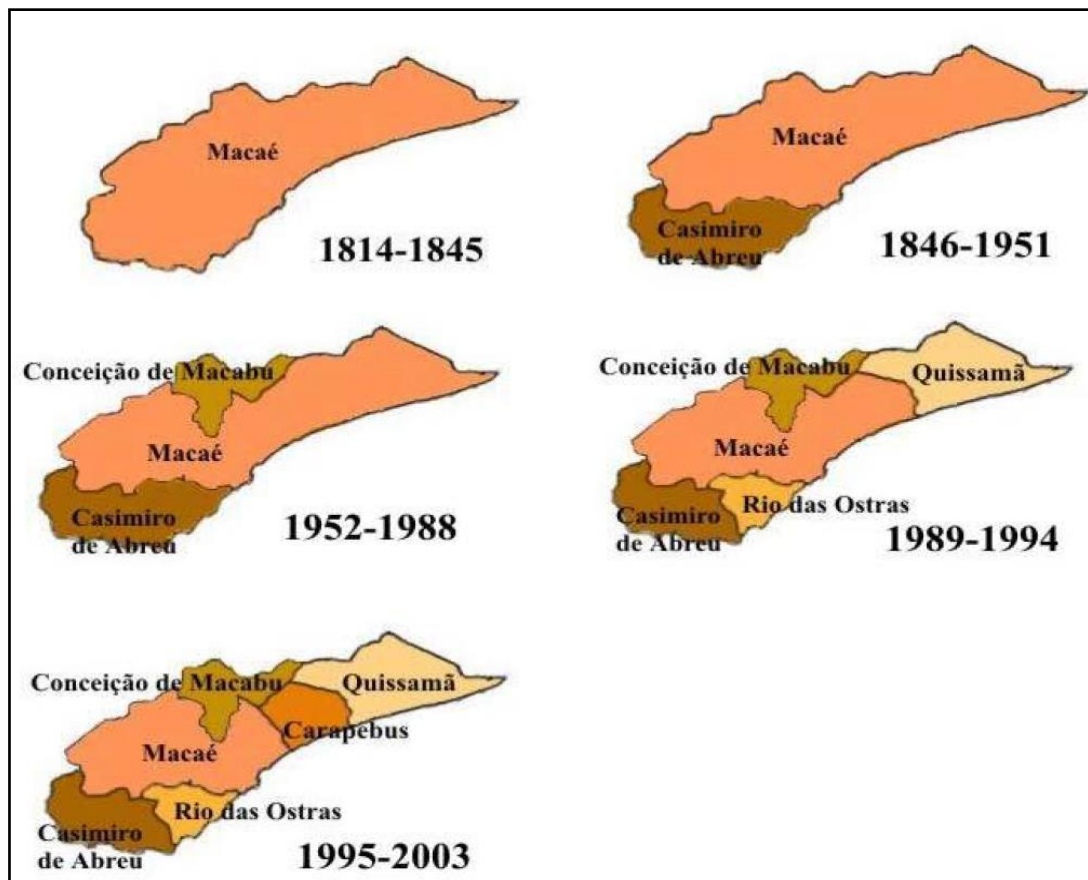 Macaé
1814-1845
Macaé
Casimiro
de Abreu
1846-1951
Conceição de Macabu
Macaé
Casimiro
de Abreu
1952-1988
Conceição de Macabu
Quissamã
Macaé
Rio das Ostras
Casimiro
de Abreu
1989-1994
Conceição de Macabu
Quissamã
Carapebus
Macaé
Rio das Ostras
Casimiro
de Abreu
1995-2003